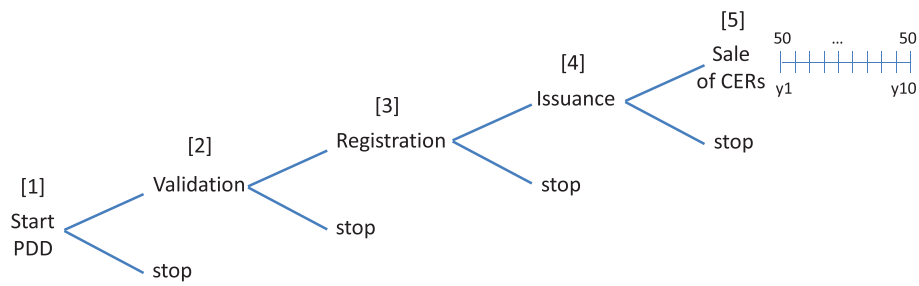 [1]
Start
PDD
stop
[2]
Validation
stop
[3]
Registration
stop
[4]
Issuance
stop
[5]
Sale
of CERs
50 ... 50
y1 y10